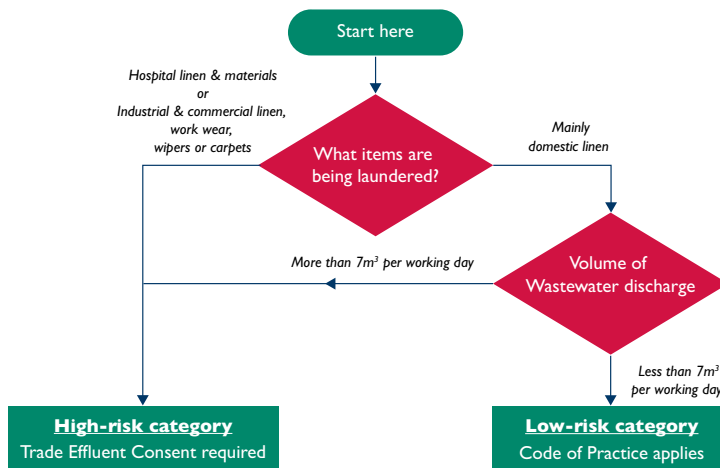 Start here
Hospital linen & materials
or
Industrial & commercial linen,
work wear,
wipers or carpets
What items are
being laundered?
Mainly
domestic linen
More than 7m³ per working day
Volume of
Wastewater discharge
Less than 7m³
per working day
High-risk category
Trade Effluent Consent required
Low-risk category
Code of Practice applies